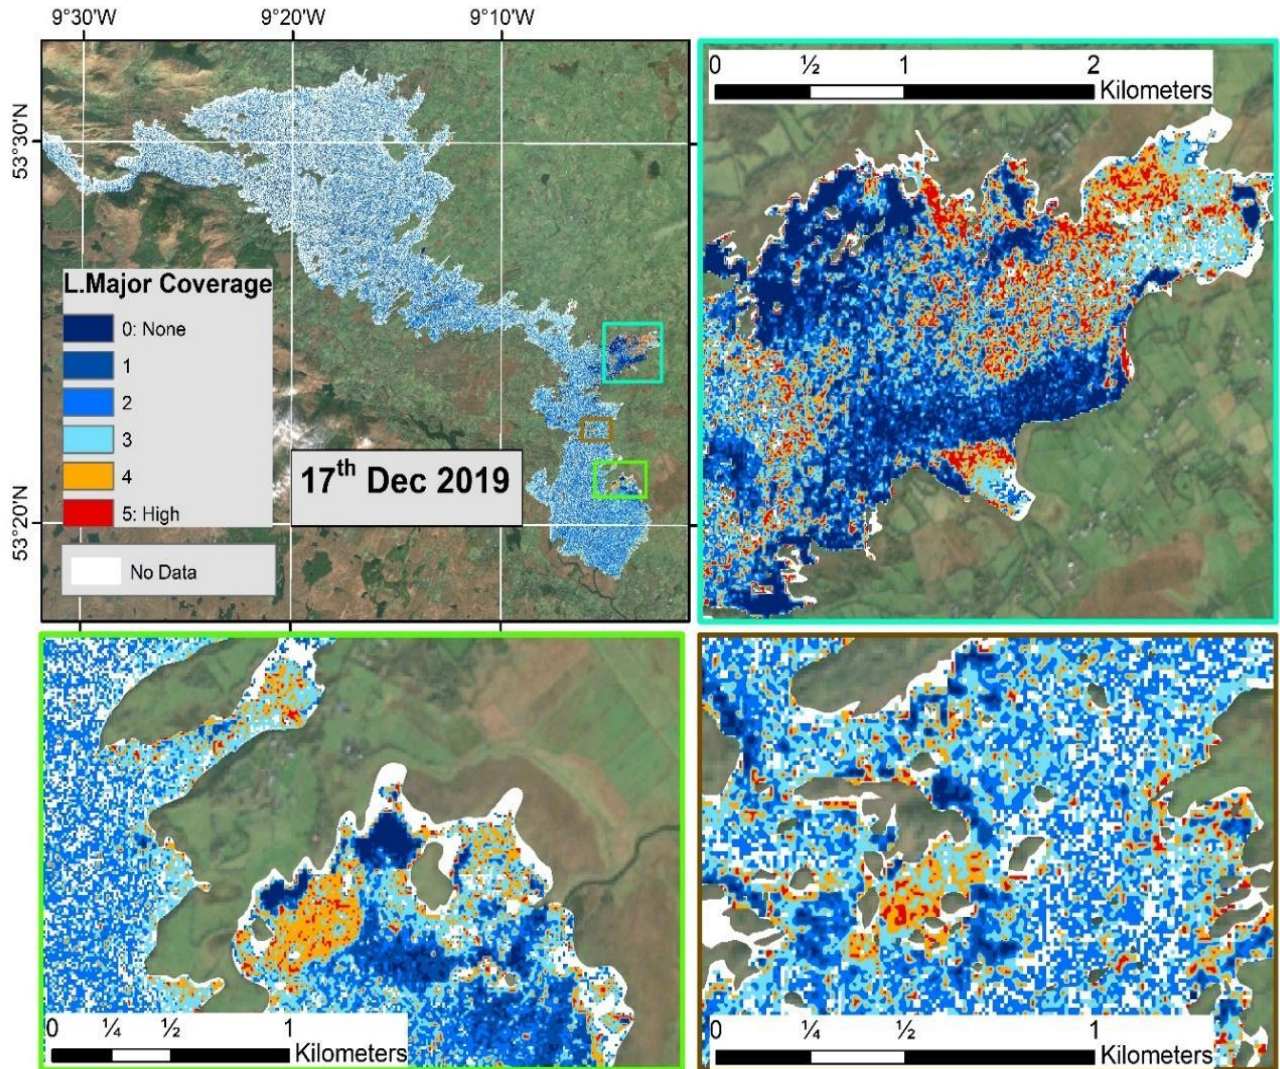 9°30'W 9°20'W 9°10'W
53°30'N
53°20'N
L.Major Coverage
0: None
1
2
3
4
5: High
No Data
17th Dec 2019
0 ½ 1 2
Kilometers
0 ¼ ½ 1
Kilometers
0 ¼ ½ 1
Kilometers